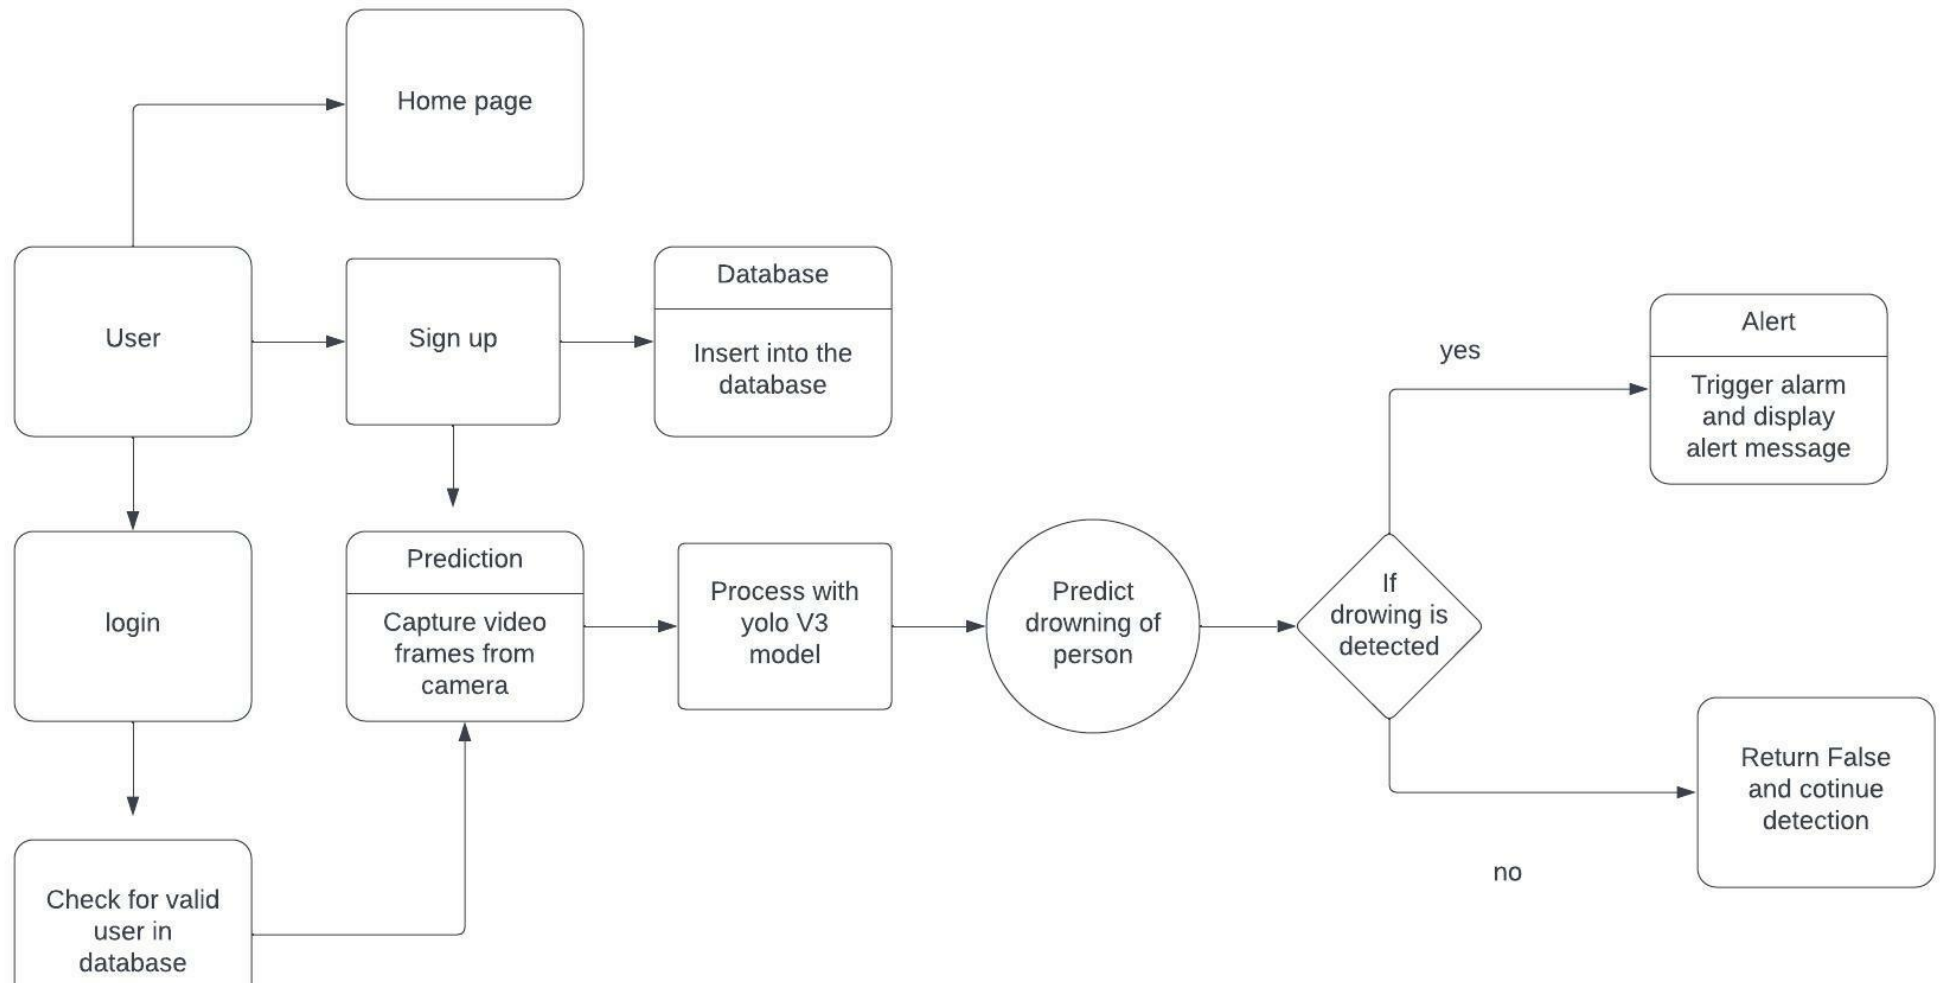 Home page
User
Sign up
Database
Insert into the
database
yes
Alert
Trigger alarm
and display
alert message
login
Prediction
Capture video
frames from
camera
Process with
yolo V3
model
Predict
drowning of
person
If
drowing is
detected
Return False
and cotinue
detection
no
Check for valid
user in
database